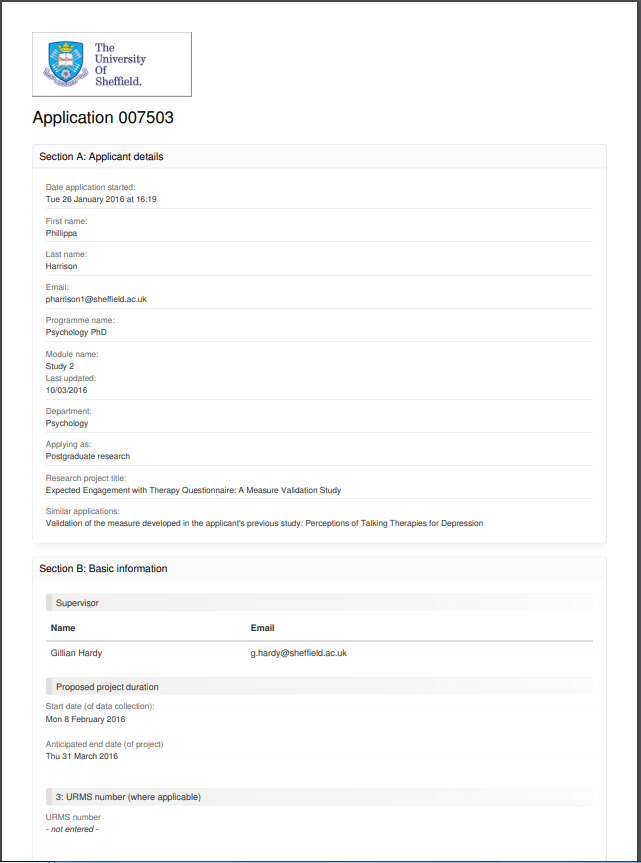 The
University
Of
Sheffield.
Application 007503
Section A: Applicant details
Date application started:
Tue 26 January 2016 at 16:19
First name:
Phillippa
Last name:
Harrison
Email:
pharrison1@sheffield.ac.uk
Programme name:
Psychology PhD
Module name:
Study 2
Last updated:
10/03/2016
Department:
Psychology
Applying as:
Postgraduate research
Research project title:
Expected Engagement with Therapy Questionnaire: A Measure Validation Study
Similar applications:
Validation of the measure developed in the applicant's previous study: Perceptions of Talking Therapies for Depression
Section B: Basic information
Supervisor
Name Email
Gillian Hardy g.hardy@sheffield.ac.uk
Proposed project duration
Start date (of data collection):
Mon 8 February 2016
Anticipated end date (of project)
Thu 31 March 2016
3: URMS number (where applicable)
URMS number
- not entered -